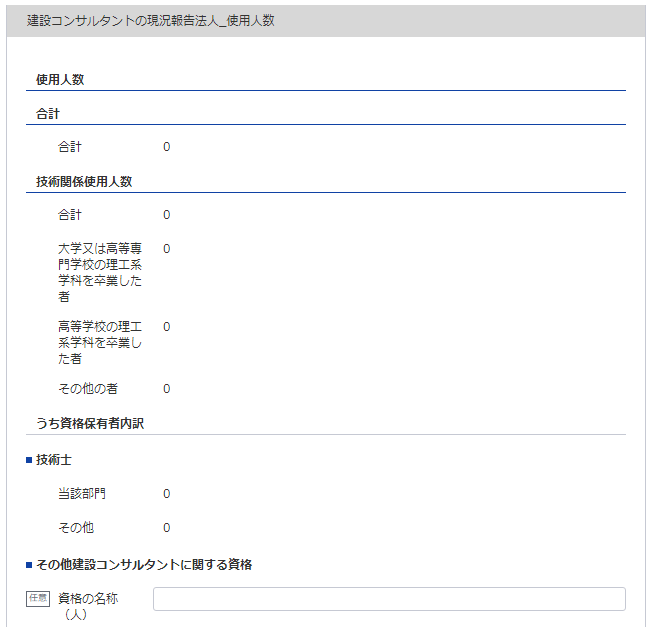 建設コンサルタントの現況報告法人_使用人数
使用人数
合計
合計 0
技術関係使用人数
合計 0
大学又は高等専 0
門学校の理工系
学科を卒業した
者
高等学校の理工 0
系学科を卒業し
た者
その他の者 0
うち資格保有者内訳
■ 技術士
当該部門 0
その他 0
■ その他建設コンサルタントに関する資格
任意 資格の名称
（人）